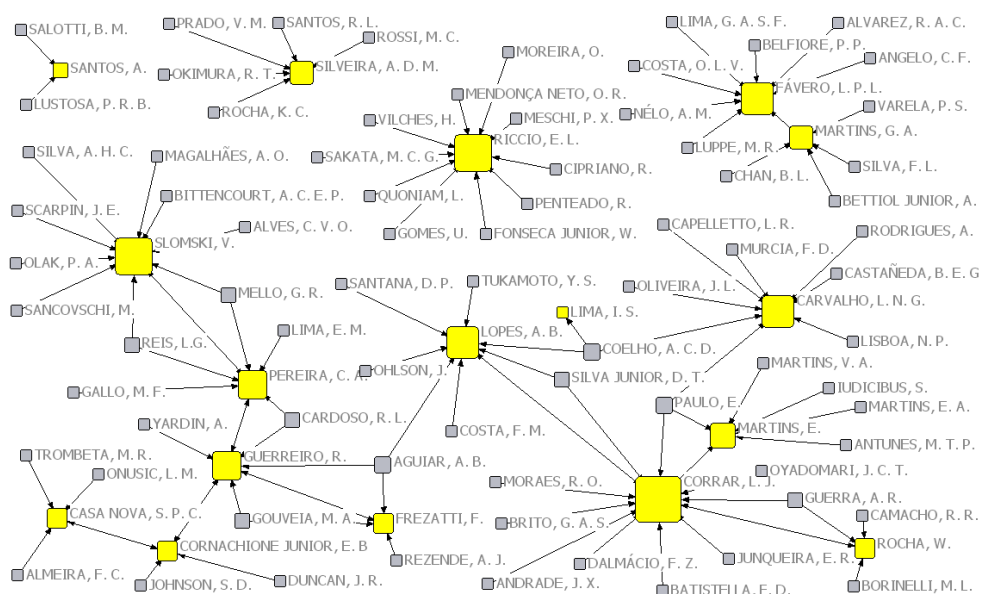 SALOTTI, B. M.
SANTOS, A.
LUSTOSA, P. R. B.
PRADO, V. M.
SANTOS, R. L.
ROSSI, M. C.
OKIMURA, R. T.
SILVEIRA, A. D. M.
ROCHA, K. C.
MOREIRA, O.
MENDONÇA NETO, O. R.
VILCHES, H.
MESCHI, P. X.
RICCIO, E. L.
SAKATA, M. C. G.
CIPRIANO, R.
QUONIAM, L.
PENTEADO, R.
GOMES, U.
FONSECA JUNIOR, W.
LIMA, G. A. S. F.
ALVAREZ, R. A. C.
BELFIORE, P. P.
ANGELO, C. F.
COSTA, O. L. V.
FÁVERO, L. P. L.
NÉLO, A. M.
VARELA, P. S.
MARTINS, G. A.
LUPPE, M. R.
CHAN, B. L.
SILVA, F. L.
BETTIOL JUNIOR, A.
SILVA, A. H. C.
MAGALHÃES, A. O.
BITTENCOURT, A. C. E. P.
SCARPIN, J. E.
ALVES, C. V. O.
SLOMSKI, V.
OLAK, P. A.
SANCOVSCHI, M.
MELLO, G. R.
REIS, L.G.
LIMA, E. M.
PEREIRA, C. A.
GALLO, M. F.
CARDOSO, R. L.
YARDIN, A.
GUERREIRO, R.
AGUIAR, A. B.
TROMBETA, M. R.
ONUSIC, L. M.
CASA NOVA, S. P. C.
GOUVEIA, M. A.
FREZATTI, F.
CORNACHIONE JUNIOR, E. B
REZENDE, A. J.
ALMEIRA, F. C.
JOHNSON, S. D.
DUNCAN, J. R.
SANTANA, D. P.
TUKAMOTO, Y. S.
LIMA, I. S.
LOPES, A. B.
COELHO, A. C. D.
OHLSON, J.
SILVA JUNIOR, D. T.
COSTA, F. M.
CAPELLETTO, L. R.
RODRIGUES, A.
MURCIA, F. D.
CASTAÑEDA, B. E. G
OLIVEIRA, J. L.
CARVALHO, L. N. G.
LISBOA, N. P.
MARTINS, V. A.
IUDICIBUS, S.
PAULO, E.
MARTINS, E. A.
MARTINS, E.
ANTUNES, M. T. P.
OYADOMARI, J. C. T.
MORAES, R. O.
CORRAR, L. J.
GUERRA, A. R.
CAMACHO, R. R.
BRITO, G. A. S.
ROCHA, W.
DALMÁCIO, F. Z.
JUNQUEIRA, E. R.
ANDRADE, J. X.
BATISTELLA, F. D.
BORINELLI, M. L.